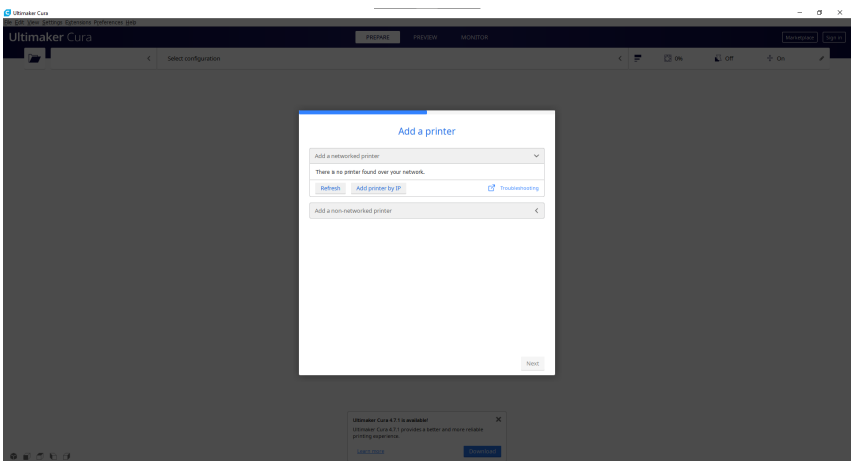 Ultimaker Cura
File Edit View Settings Extensions Preferences Help
Ultimaker Cura
PREPARE PREVIEW MONITOR
Marketplace Sign in
Select configuration
Off
On
Add a printer
Add a networked printer
There is no printer found over your network.
Refresh Add printer by IP Troubleshooting
Add a non-networked printer
Next
Ultimaker Cura 4.7.1 is available!
Ultimaker Cura 4.7.1 provides a better and more reliable
printing experience.
Learn more Download